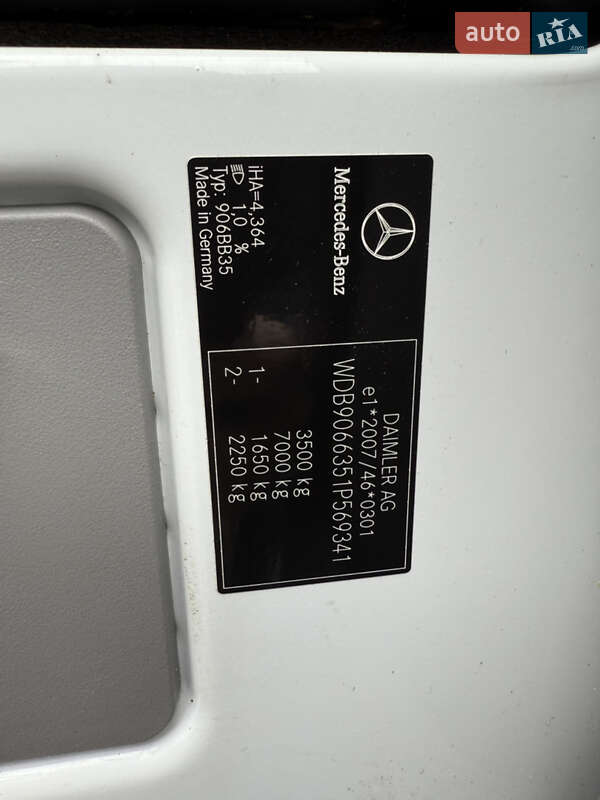 auto RIA
.com
Mercedes-Benz
DAIMLER AG
e1*2007/46*0301
WDB9066351P569341
3500 kg
7000 kg
1- 1650 kg
2- 2250 kg
iHA=4,364
1,0 %
Typ: 906BB35
Made in Germany